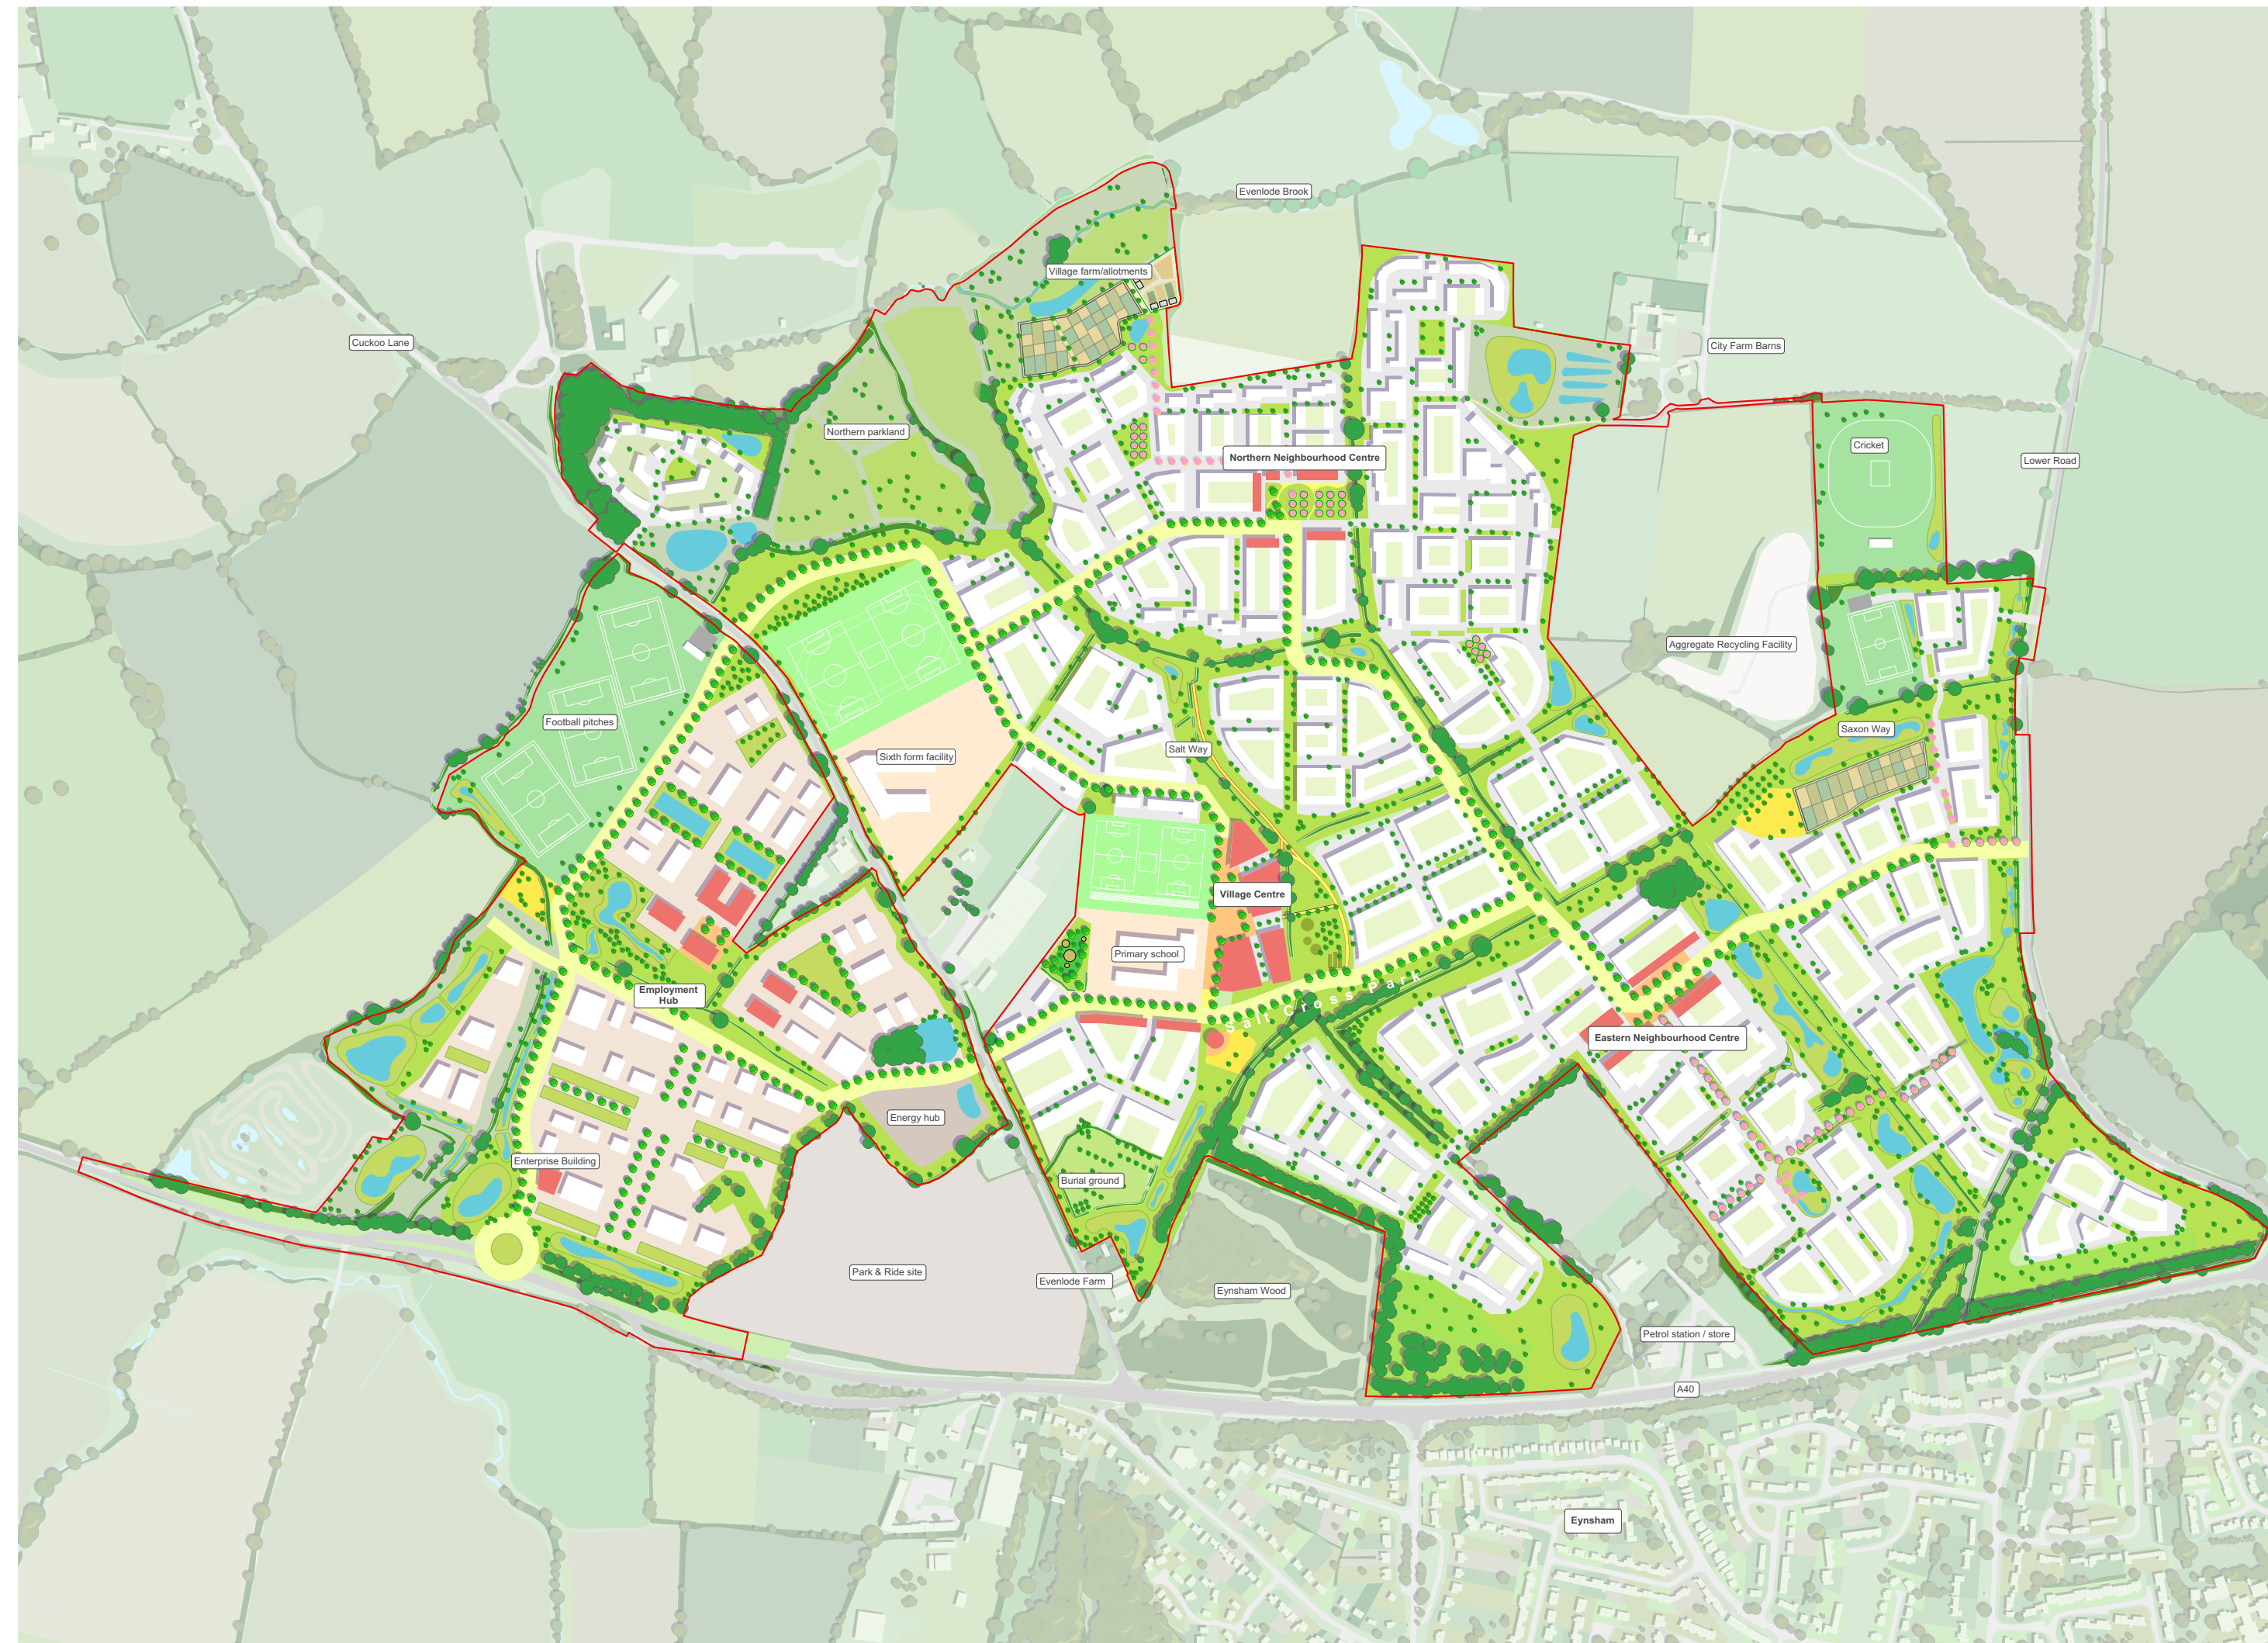 Evenlode Brook
Village farm/allotments
Cuckoo Lane
City Farm Barns
Northern parkland
Cricket
Northern Neighbourhood Centre
Lower Road
Aggregate Recycling Facility
Football pitches
Saxon Way
Salt Way
Sixth form facility
Village Centre
Primary school
Salt Cross Park
Employment
Hub
Eastern Neighbourhood Centre
Energy hub
Enterprise Building
Burial ground
Park & Ride site
Evenlode Farm
Eynsham Wood
Petrol station / store
A40
Eynsham